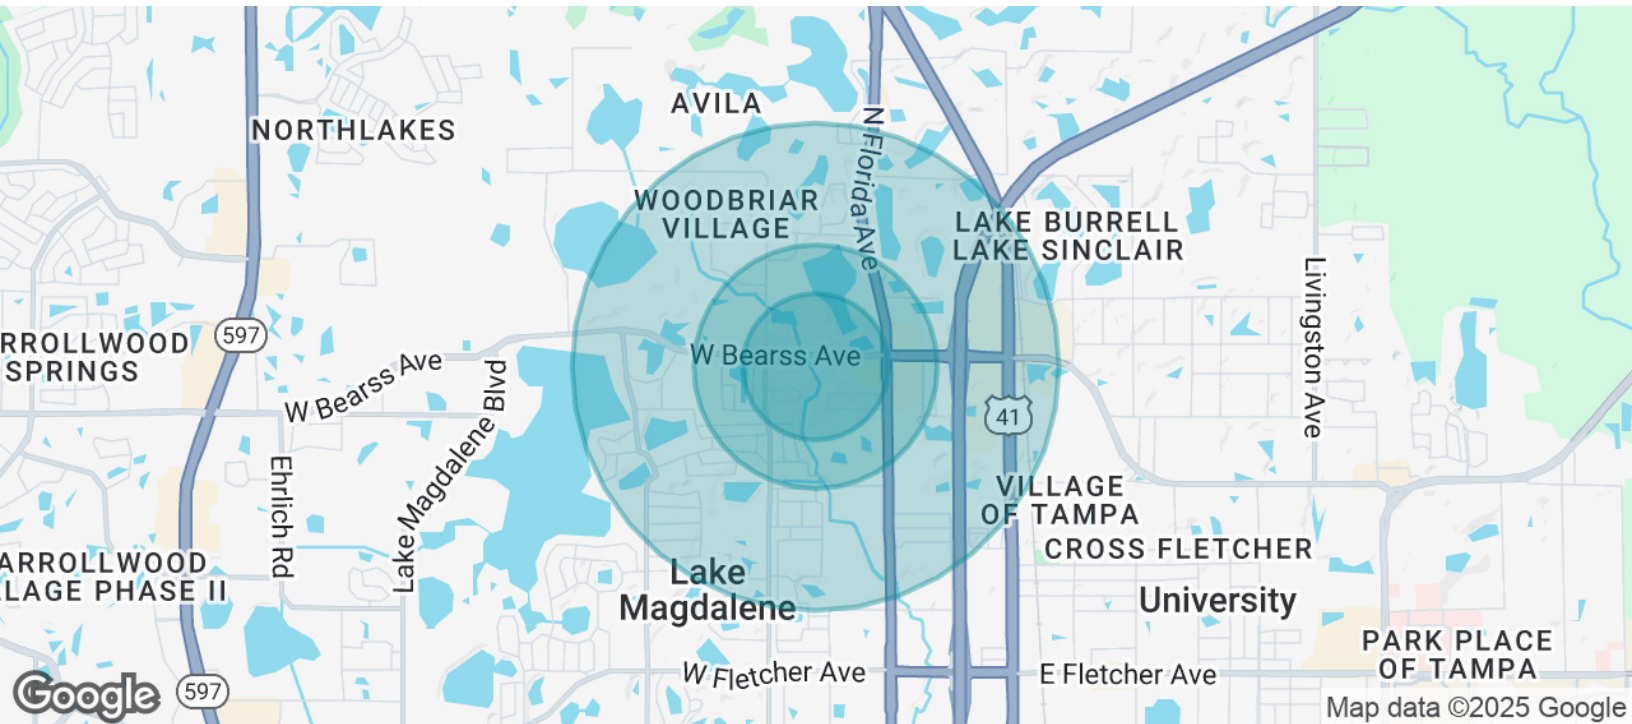 AVILA
NORTHLAKES
N Florida Ave
WOODBRIAR
VILLAGE
LAKE BURRELL
LAKE SINCLAIR
Livingston Ave
RROLLWOOD
SPRINGS
597
W Bearss Ave
W Bearss Ave
Lake Magdalene Blvd
41
Ehrlich Rd
VILLAGE
OF TAMPA
CROSS FLETCHER
ARROLLWOOD
LLAGE PHASE II
Lake
Magdalene
University
PARK PLACE
OF TAMPA
W Fletcher Ave
E Fletcher Ave
Google
597
Map data ©2025 Google